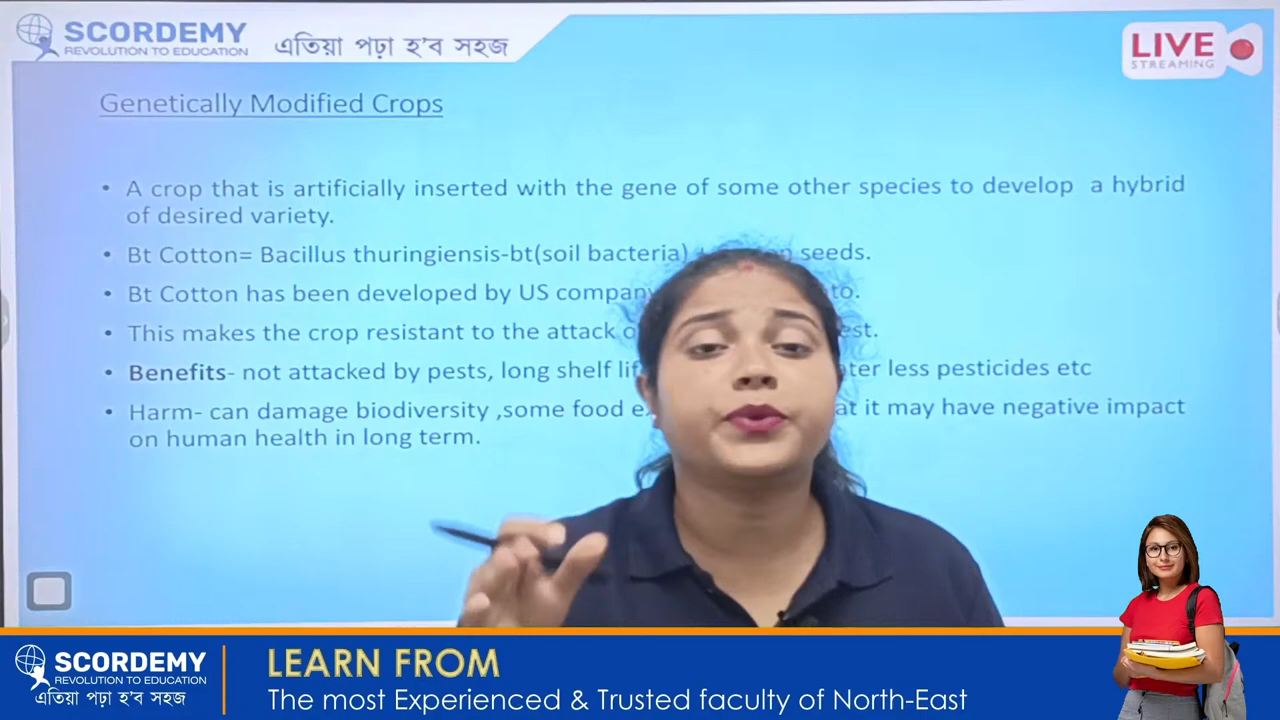 SCORDEMY
REVOLUTION TO EDUCATION
এতিয়া পঢ়া হ'ব সহজ
LIVE
STREAMING
Genetically Modified Crops
• A crop that is artificially inserted with the gene of some other species to develop a hybrid
of desired variety.
• Bt Cotton= Bacillus thuringiensis-bt(soil bacteria) seeds.
• Bt Cotton has been developed by US company
• This makes the crop resistant to the attack
• Benefits- not attacked by pests, long shelf less pesticides etc
• Harm- can damage biodiversity ,some food it may have negative impact
on human health in long term.
SCORDEMY
REVOLUTION TO EDUCATION
এতিয়া পঢ়া হ'ব সহজ
LEARN FROM
The most Experienced & Trusted faculty of North-East